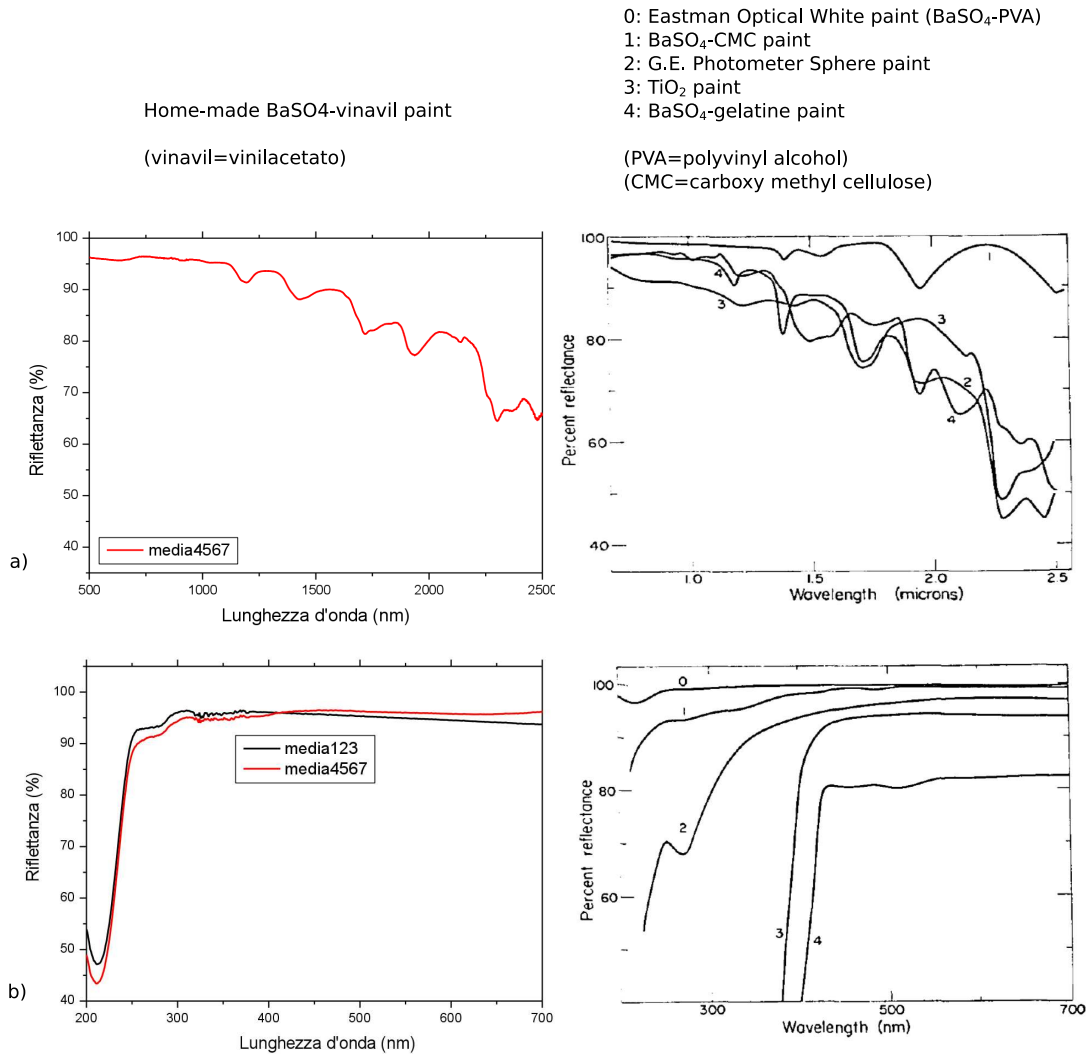 0: Eastman Optical White paint (BaSO₄-PVA)
1: BaSO₄-CMC paint
2: G.E. Photometer Sphere paint
3: TiO₂ paint
4: BaSO₄-gelatine paint
(PVA=polyvinyl alcohol)
(CMC=carboxy methyl cellulose)
Home-made BaSO4-vinavil paint
(vinavil=vinilacetato)
a)
Riflettanza (%)
100
90
80
70
60
50
40
media4567
500 1000 1500 2000 2500
Lunghezza d'onda (nm)
Percent reflectance
100
80
60
40
1
4
3
3
2
4
1.0 1.5 2.0 2.5
Wavelength (microns)
b)
Riflettanza (%)
100
90
80
70
60
50
40
media123
media4567
200 300 400 500 600 700
Lunghezza d'onda (nm)
Percent reflectance
100
80
60
0
1
2
3
4
300 500 700
Wavelength (nm)